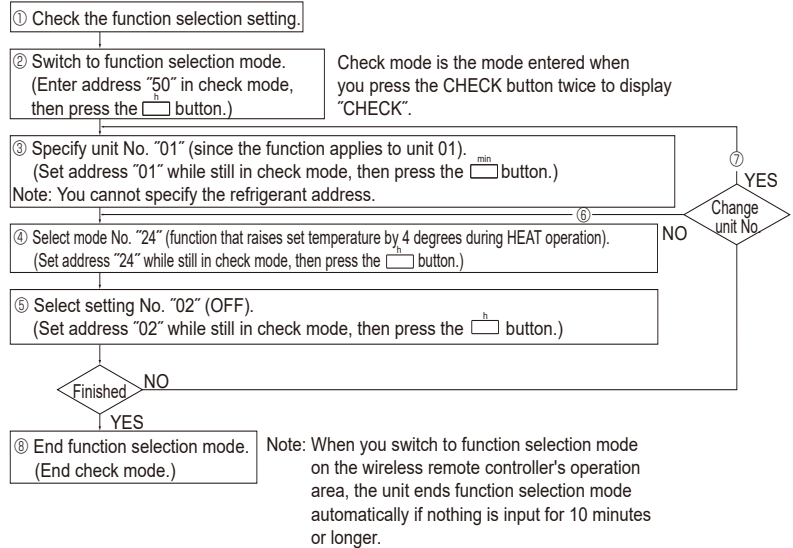 ① Check the function selection setting.
② Switch to function selection mode.
(Enter address ˝50˝ in check mode,
then press the h button.)
Check mode is the mode entered when
you press the CHECK button twice to display
˝CHECK˝.
③ Specify unit No. ˝01˝ (since the function applies to unit 01).
(Set address ˝01˝ while still in check mode, then press the min button.)
Note: You cannot specify the refrigerant address.
⑦
YES
Change
unit No.
⑥
NO
④ Select mode No. ˝24˝ (function that raises set temperature by 4 degrees during HEAT operation).
(Set address ˝24˝ while still in check mode, then press the h button.)
⑤ Select setting No. ˝02˝ (OFF).
(Set address ˝02˝ while still in check mode, then press the h button.)
Finished
NO
YES
⑧ End function selection mode.
(End check mode.)
Note: When you switch to function selection mode
on the wireless remote controller's operation
area, the unit ends function selection mode
automatically if nothing is input for 10 minutes
or longer.